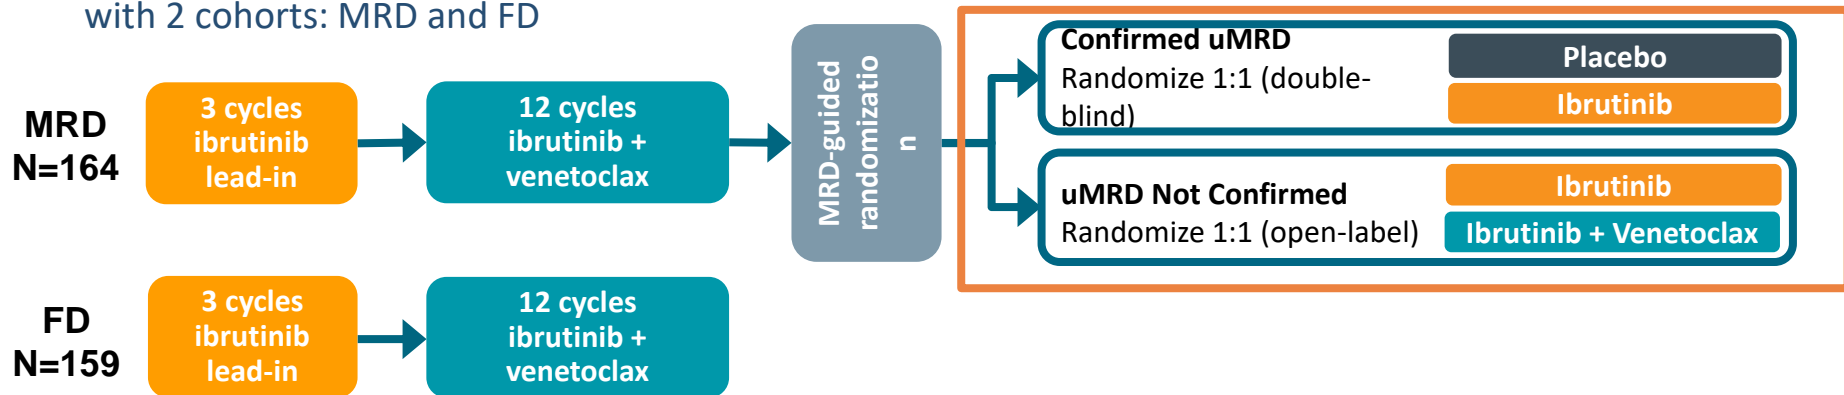 with 2 cohorts: MRD and FD
MRD
N=164
3 cycles
ibrutinib
lead-in
12 cycles
ibrutinib +
venetoclax
MRD-guided
randomizatio
n
Confirmed uMRD
Randomize 1:1 (double-
blind)
Placebo
Ibrutinib
uMRD Not Confirmed
Randomize 1:1 (open-label)
Ibrutinib
Ibrutinib + Venetoclax
FD
N=159
3 cycles
ibrutinib
lead-in
12 cycles
ibrutinib +
venetoclax